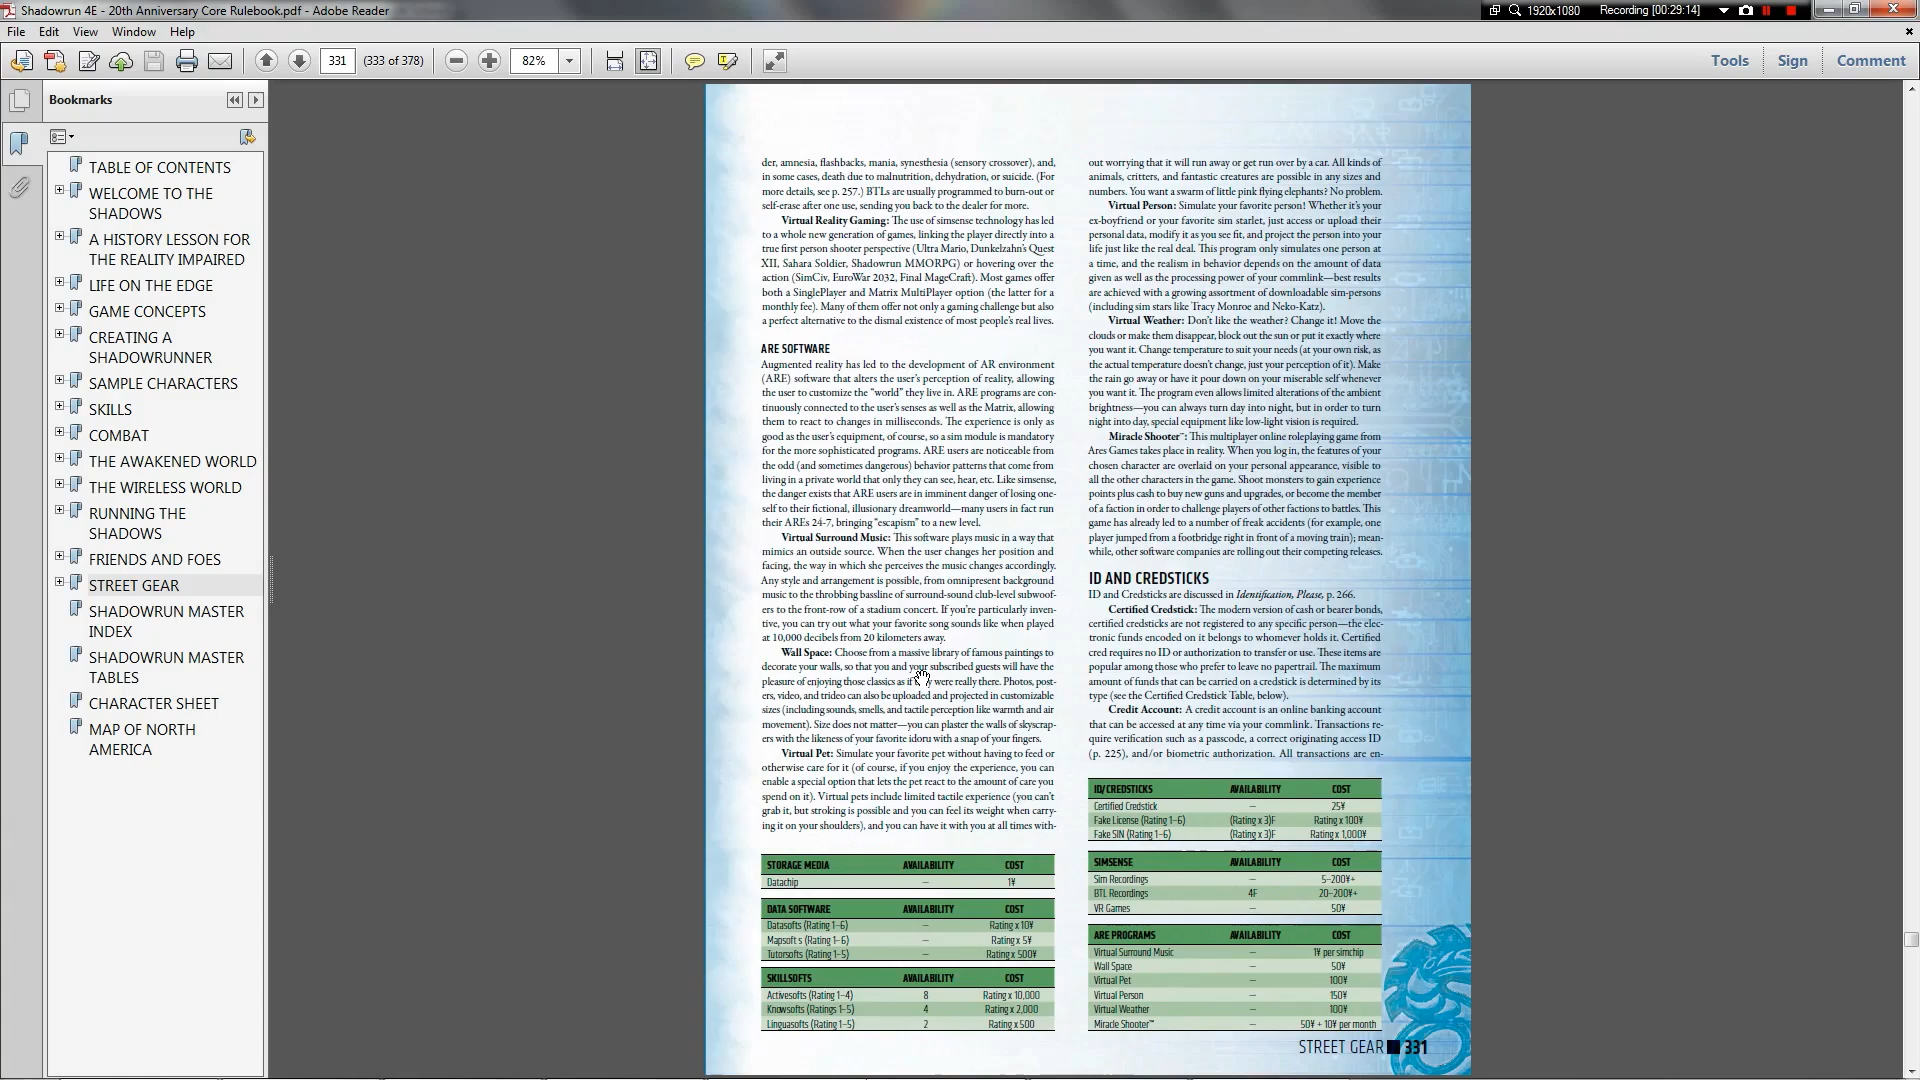 Shadowrun 4E - 20th Anniversary Core Rulebook.pdf - Adobe Reader
1920x1080
Recording [00:29:14]
File Edit View Window Help
331 (333 of 378) 82%
Tools Sign Comment
Bookmarks
TABLE OF CONTENTS
WELCOME TO THE
SHADOWS
A HISTORY LESSON FOR
THE REALITY IMPAIRED
LIFE ON THE EDGE
GAME CONCEPTS
CREATING A
SHADOWRUNNER
SAMPLE CHARACTERS
SKILLS
COMBAT
THE AWAKENED WORLD
THE WIRELESS WORLD
RUNNING THE
SHADOWS
FRIENDS AND FOES
STREET GEAR
SHADOWRUN MASTER
INDEX
SHADOWRUN MASTER
TABLES
CHARACTER SHEET
MAP OF NORTH
AMERICA
der, amnesia, flashbacks, mania, synesthesia (sensory crossover), and,
in some cases, death due to malnutrition, dehydration, or suicide. (For
more details, see p. 257.) BTLs are usually programmed to burn-out or
self-erase after one use, sending you back to the dealer for more.
Virtual Reality Gaming: The use of simsense technology has led
to a whole new generation of games, linking the player directly into a
true first person shooter perspective (Ultra Mario, Dunkelzahn's Quest
XII, Sahara Soldier, Shadowrun MMORPG) or hovering over the
action (SimCiv, EuroWar 2032, Final MageCraft). Most games offer
both a SinglePlayer and Matrix MultiPlayer option (the latter for a
monthly fee). Many of them offer not only a gaming challenge but also
a perfect alternative to the dismal existence of most people's real lives.
ARE SOFTWARE
Augmented reality has led to the development of AR environment
(ARE) software that alters the user's perception of reality, allowing
the user to customize the "world" they live in. ARE programs are con-
tinuously connected to the user's senses as well as the Matrix, allowing
them to react to changes in milliseconds. The experience is only as
good as the user's equipment, of course, so a sim module is mandatory
for the more sophisticated programs. ARE users are noticeable from
the odd (and sometimes dangerous) behavior patterns that come from
living in a private world that only they can see, hear, etc. Like simsense,
the danger exists that ARE users are in imminent danger of losing one-
self to their fictional, illusionary dreamworld—many users in fact run
their AREs 24-7, bringing "escapism" to a new level.
Virtual Surround Music: This software plays music in a way that
mimics an outside source. When the user changes her position and
facing, the way in which she perceives the music changes accordingly.
Any style and arrangement is possible, from omnipresent background
music to the throbbing bassline of surround-sound club-level subwoof-
ers to the front-row of a stadium concert. If you're particularly inven-
tive, you can try out what your favorite song sounds like when played
at 10,000 decibels from 20 kilometers away.
Wall Space: Choose from a massive library of famous paintings to
decorate your walls, so that you and your subscribed guests will have the
pleasure of enjoying those classics as if were really there. Photos, post-
ers, video, and trideo can also be uploaded and projected in customizable
sizes (including sounds, smells, and tactile perception like warmth and air
movement). Size does not matter—you can plaster the walls of skyscrap-
ers with the likeness of your favorite idoru with a snap of your fingers.
Virtual Pet: Simulate your favorite pet without having to feed or
otherwise care for it (of course, if you enjoy the experience, you can
enable a special option that lets the pet react to the amount of care you
spend on it). Virtual pets include limited tactile experience (you can't
grab it, but stroking is possible and you can feel its weight when carry-
ing it on your shoulders), and you can have it with you at all times with-
STORAGE MEDIA AVAILABILITY COST
Datachip — 1¥
DATA SOFTWARE AVAILABILITY COST
Datasofts (Rating 1–6) — Rating x 10¥
Mapsoft s (Rating 1–6) — Rating x 5¥
Tutorsofts (Rating 1–5) — Rating x 500¥
SKILLSOFTS AVAILABILITY COST
Activesofts (Rating 1–4) 8 Rating x 10,000
Knowsofts (Ratings 1–5) 4 Rating x 2,000
Linguasofts (Rating 1–5) 2 Rating x 500
out worrying that it will run away or get run over by a car. All kinds of
animals, critters, and fantastic creatures are possible in any sizes and
numbers. You want a swarm of little pink flying elephants? No problem.
Virtual Person: Simulate your favorite person! Whether it's your
ex-boyfriend or your favorite sim starlet, just access or upload their
personal data, modify it as you see fit, and project the person into your
life just like the real deal. This program only simulates one person at
a time, and the realism in behavior depends on the amount of data
given as well as the processing power of your commlink—best results
are achieved with a growing assortment of downloadable sim-persons
(including sim stars like Tracy Monroe and Neko-Katz).
Virtual Weather: Don't like the weather? Change it! Move the
clouds or make them disappear, block out the sun or put it exactly where
you want it. Change temperature to suit your needs (at your own risk, as
the actual temperature doesn't change, just your perception of it). Make
the rain go away or have it pour down on your miserable self whenever
you want it. The program even allows limited alterations of the ambient
brightness—you can always turn day into night, but in order to turn
night into day, special equipment like low-light vision is required.
Miracle Shooter™: This multiplayer online roleplaying game from
Ares Games takes place in reality. When you log in, the features of your
chosen character are overlaid on your personal appearance, visible to
all the other characters in the game. Shoot monsters to gain experience
points plus cash to buy new guns and upgrades, or become the member
of a faction in order to challenge players of other factions to battles. This
game has already led to a number of freak accidents (for example, one
player jumped from a footbridge right in front of a moving train); mean-
while, other software companies are rolling out their competing releases.
ID AND CREDSTICKS
ID and Credsticks are discussed in Identification, Please, p. 266.
Certified Credstick: The modern version of cash or bearer bonds,
certified credsticks are not registered to any specific person—the elec-
tronic funds encoded on it belongs to whomever holds it. Certified
cred requires no ID or authorization to transfer or use. These items are
popular among those who prefer to leave no papertrail. The maximum
amount of funds that can be carried on a credstick is determined by its
type (see the Certified Credstick Table, below).
Credit Account: A credit account is an online banking account
that can be accessed at any time via your commlink. Transactions re-
quire verification such as a passcode, a correct originating access ID
(p. 225), and/or biometric authorization. All transactions are en-
ID/CREDSTICKS AVAILABILITY COST
Certified Credstick — 25¥
Fake License (Rating 1–6) (Rating x 3)F Rating x 100¥
Fake SIN (Rating 1–6) (Rating x 3)F Rating x 1,000¥
SIMSENSE AVAILABILITY COST
Sim Recordings — 5–200¥+
BTL Recordings 4F 20–200¥+
VR Games — 50¥
ARE PROGRAMS AVAILABILITY COST
Virtual Surround Music — 1¥ per simchip
Wall Space — 50¥
Virtual Pet — 100¥
Virtual Person — 150¥
Virtual Weather — 100¥
Miracle Shooter™ — 50¥ + 10¥ per month
STREET GEAR 331